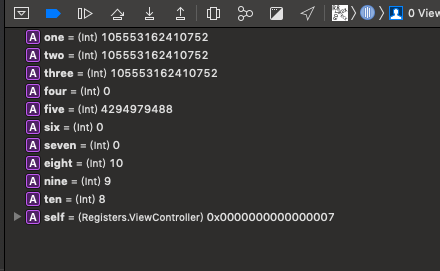 0 View
A one = (Int) 105553162410752
A two = (Int) 105553162410752
A three = (Int) 105553162410752
A four = (Int) 0
A five = (Int) 4294979488
A six = (Int) 0
A seven = (Int) 0
A eight = (Int) 10
A nine = (Int) 9
A ten = (Int) 8
A self = (Registers.ViewController) 0x0000000000000007